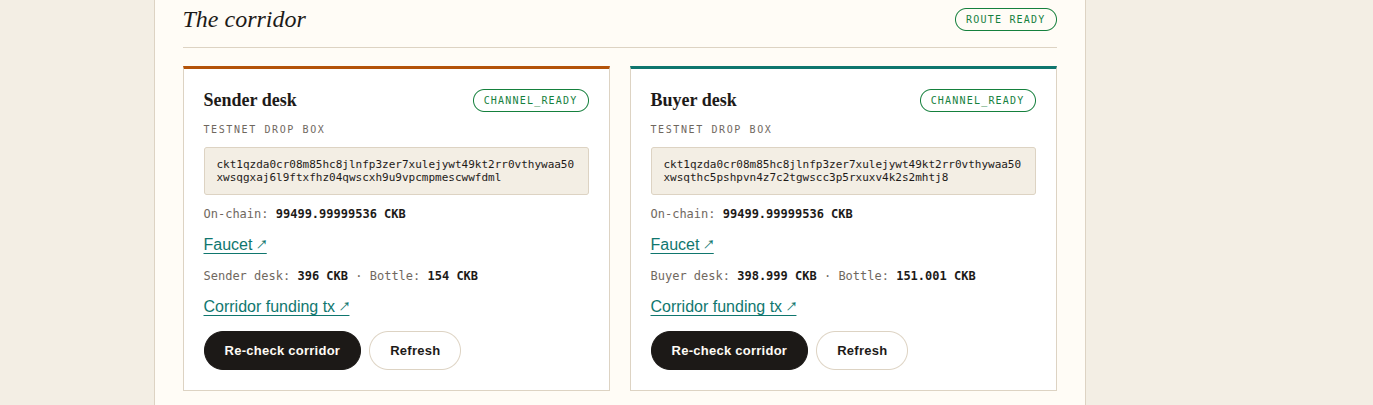 The corridor
ROUTE READY
Sender desk
CHANNEL_READY
TESTNET DROP BOX
ckt1qzda0cr08m85hc8jlnfp3zer7xulejywt49kt2rr0vthywaa50
xwsqgxaj6l9ftxfhz04qwscxh9u9vpcmpmescwwfdml
On-chain: 99499.99999536 CKB
Faucet ↗
Sender desk: 396 CKB · Bottle: 154 CKB
Corridor funding tx ↗
Re-check corridor
Refresh
Buyer desk
CHANNEL_READY
TESTNET DROP BOX
ckt1qzda0cr08m85hc8jlnfp3zer7xulejywt49kt2rr0vthywaa50
xwsqthc5pshpvn4z7c2tgwscc3p5rxuxv4k2s2mhtj8
On-chain: 99499.99999536 CKB
Faucet ↗
Buyer desk: 398.999 CKB · Bottle: 151.001 CKB
Corridor funding tx ↗
Re-check corridor
Refresh